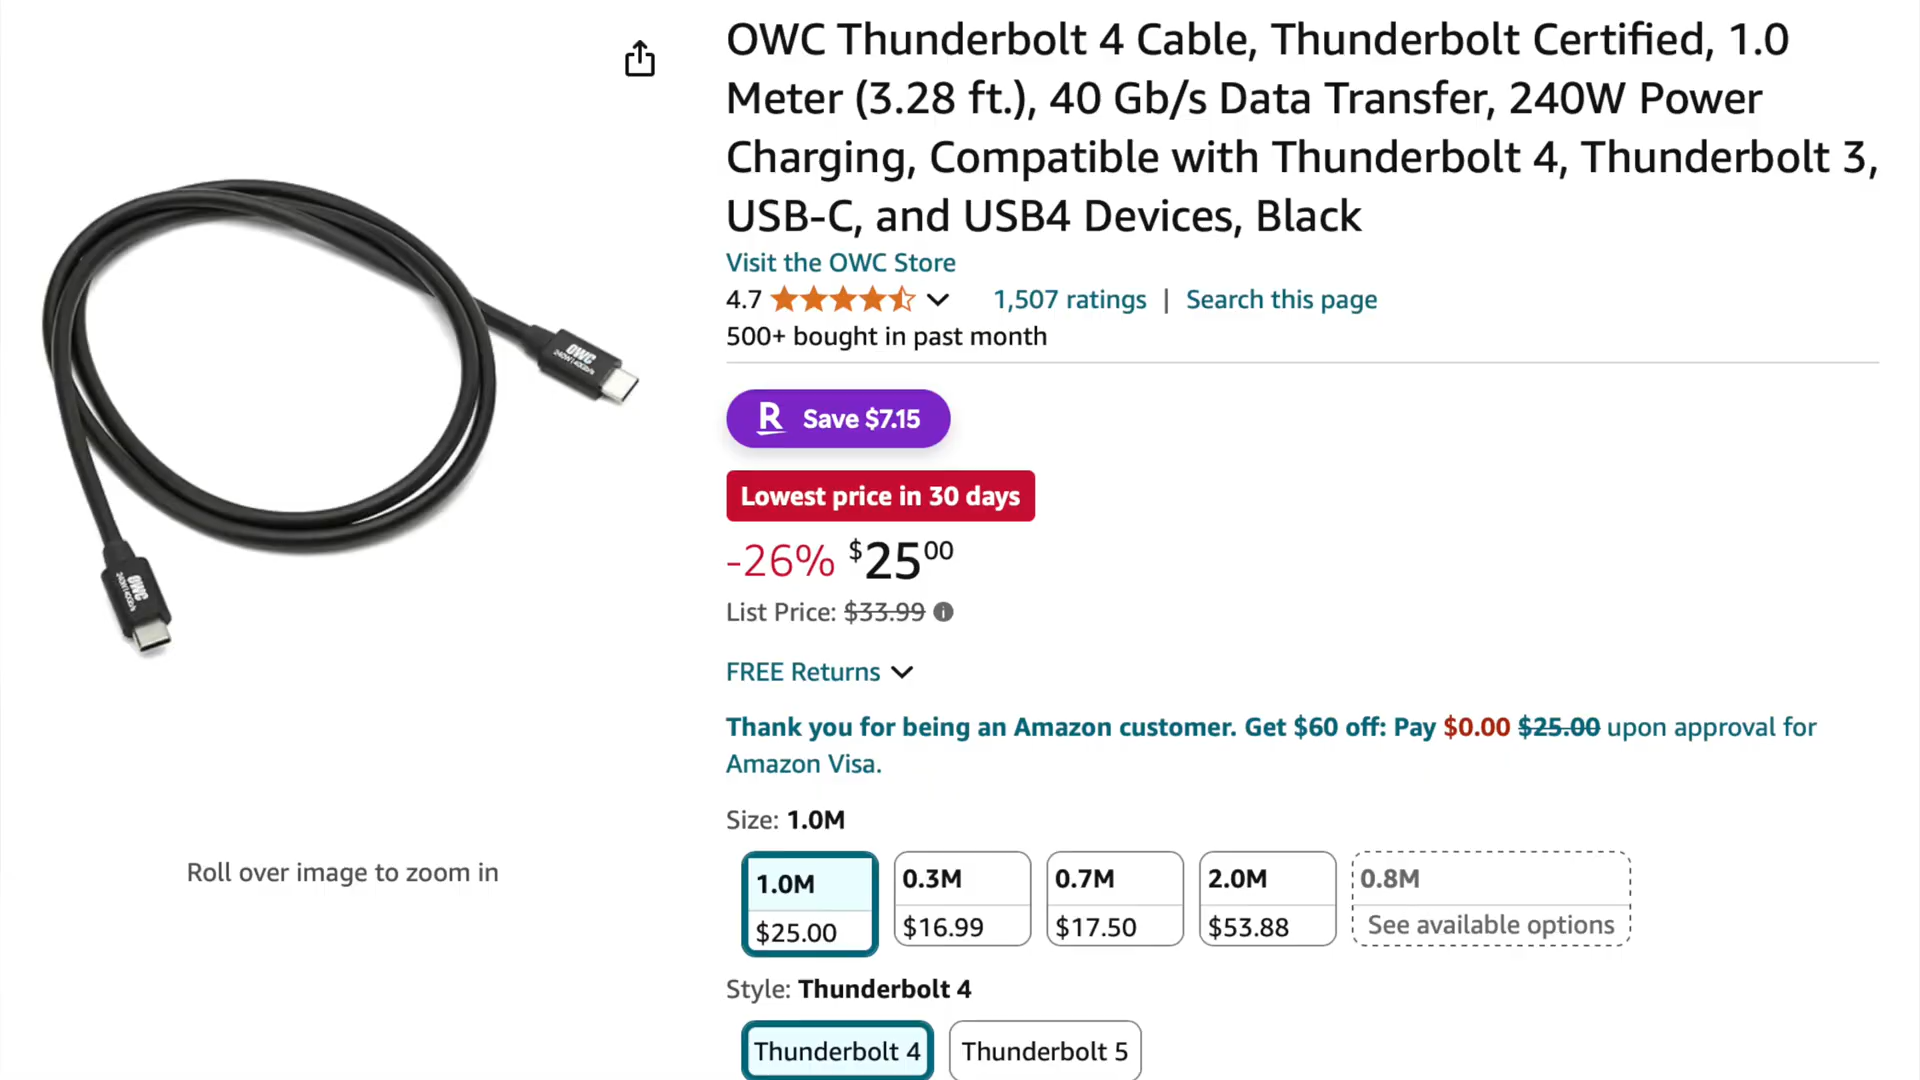 OWC Thunderbolt 4 Cable, Thunderbolt Certified, 1.0
Meter (3.28 ft.), 40 Gb/s Data Transfer, 240W Power
Charging, Compatible with Thunderbolt 4, Thunderbolt 3,
USB-C, and USB4 Devices, Black
Visit the OWC Store
4.7 1,507 ratings | Search this page
500+ bought in past month
R Save $7.15
Lowest price in 30 days
-26% $25 00
List Price: $33.99
FREE Returns
Thank you for being an Amazon customer. Get $60 off: Pay $0.00 $25.00 upon approval for
Amazon Visa.
Size: 1.0M
1.0M 0.3M 0.7M 2.0M 0.8M
$25.00 $16.99 $17.50 $53.88 See available options
Style: Thunderbolt 4
Thunderbolt 4 Thunderbolt 5
OWC
240W | 40Gb/s
OWC
240W | 40Gb/s
Roll over image to zoom in